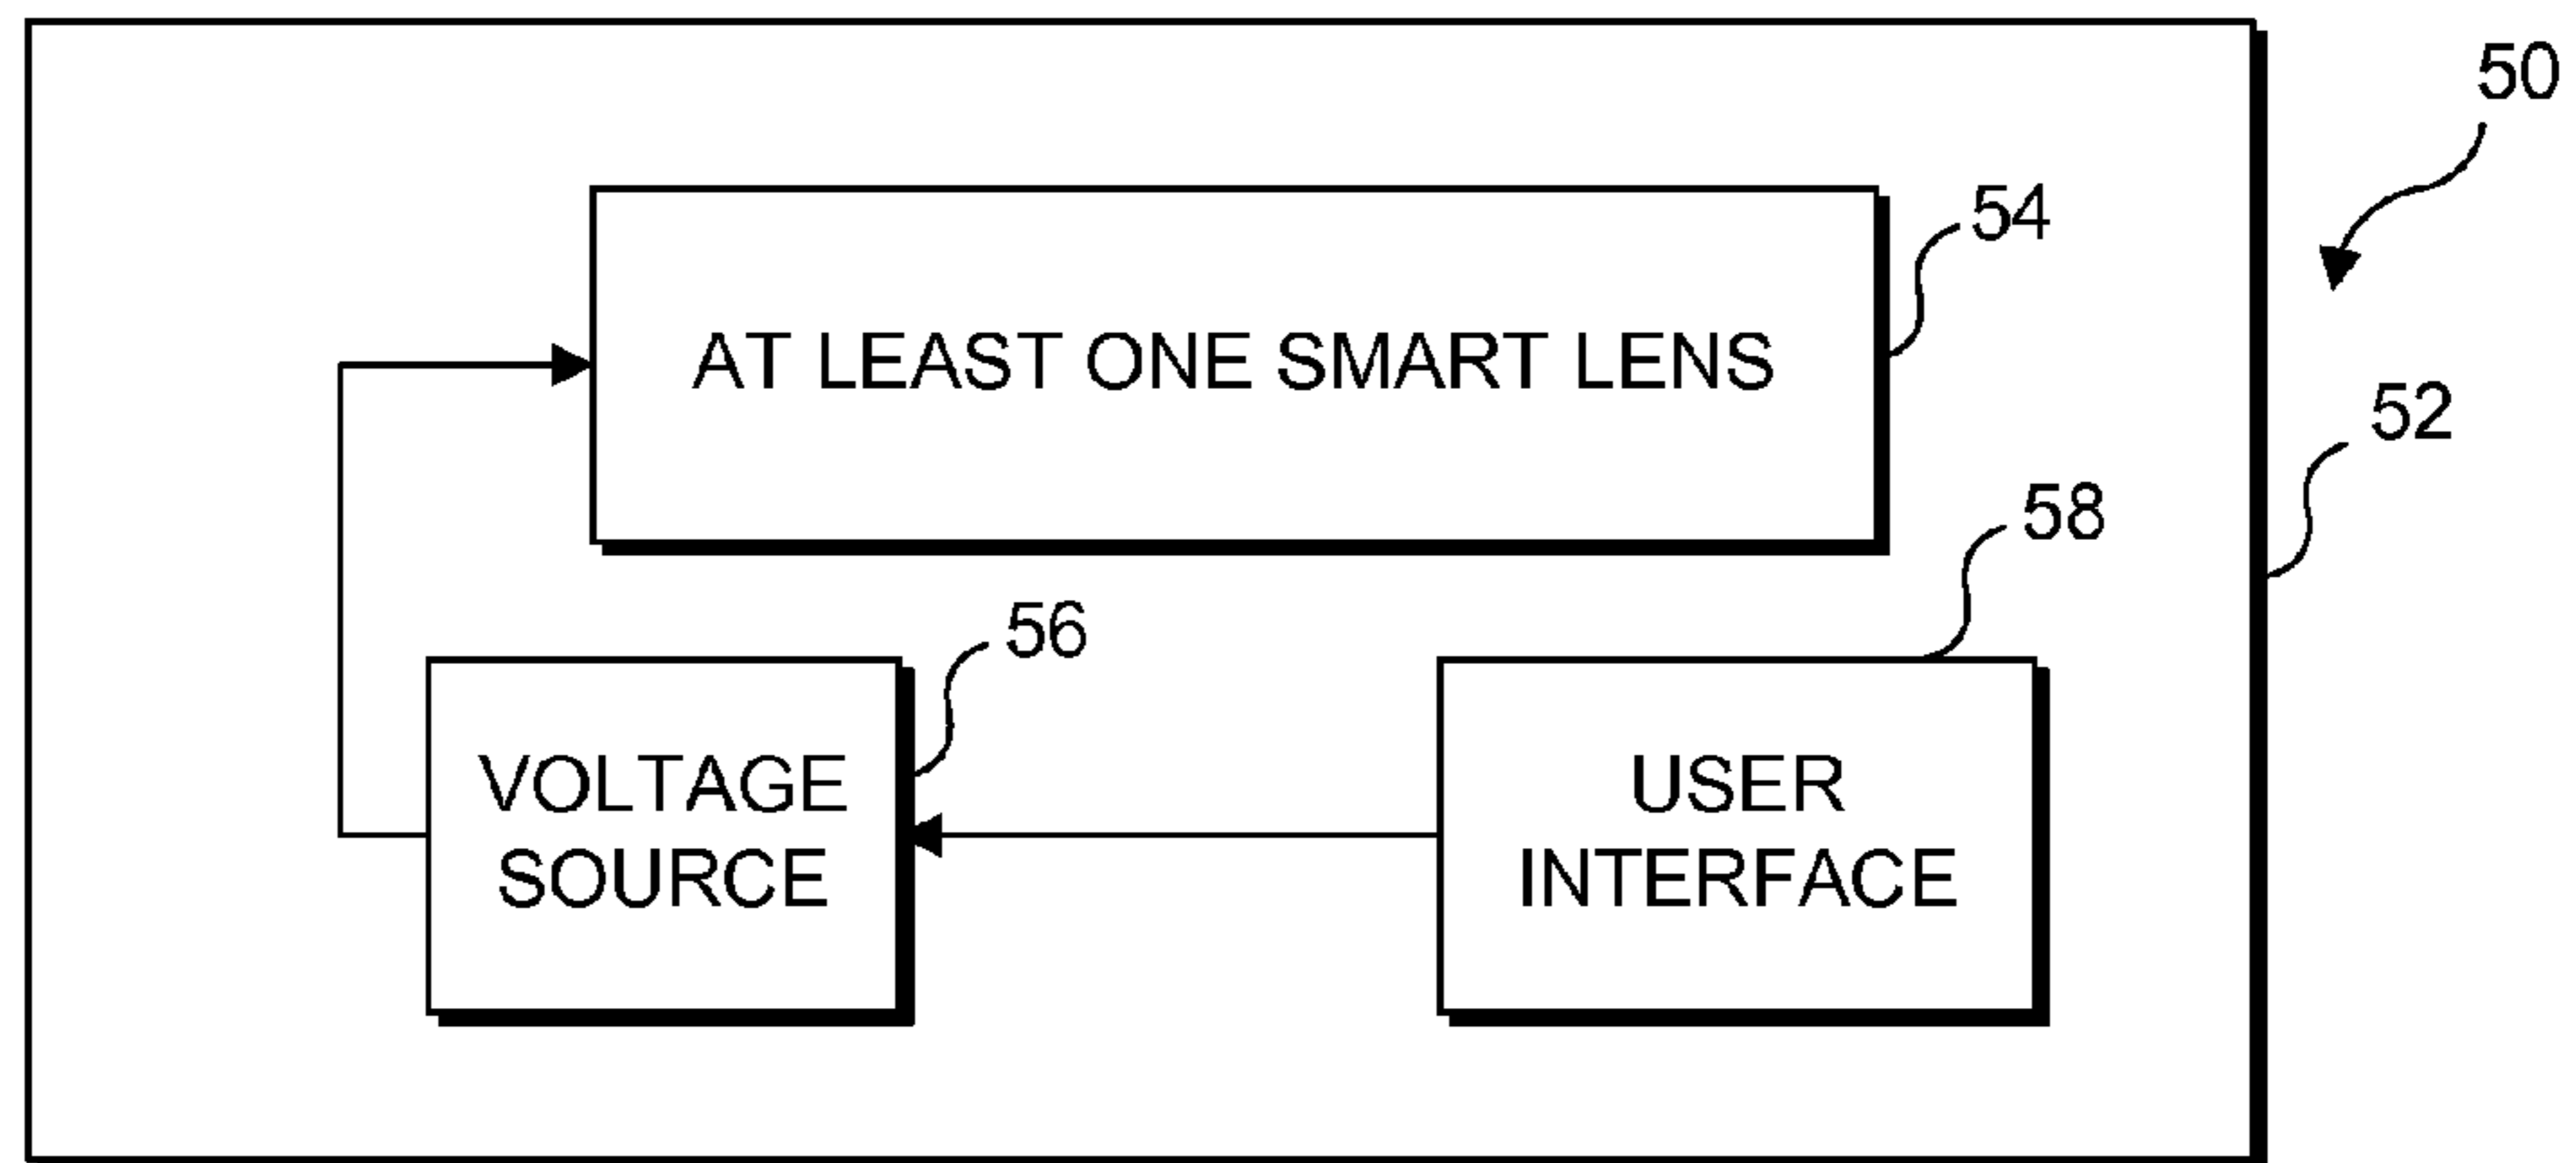 50
54
AT LEAST ONE SMART LENS
52
58
56
VOLTAGE
SOURCE
USER
INTERFACE